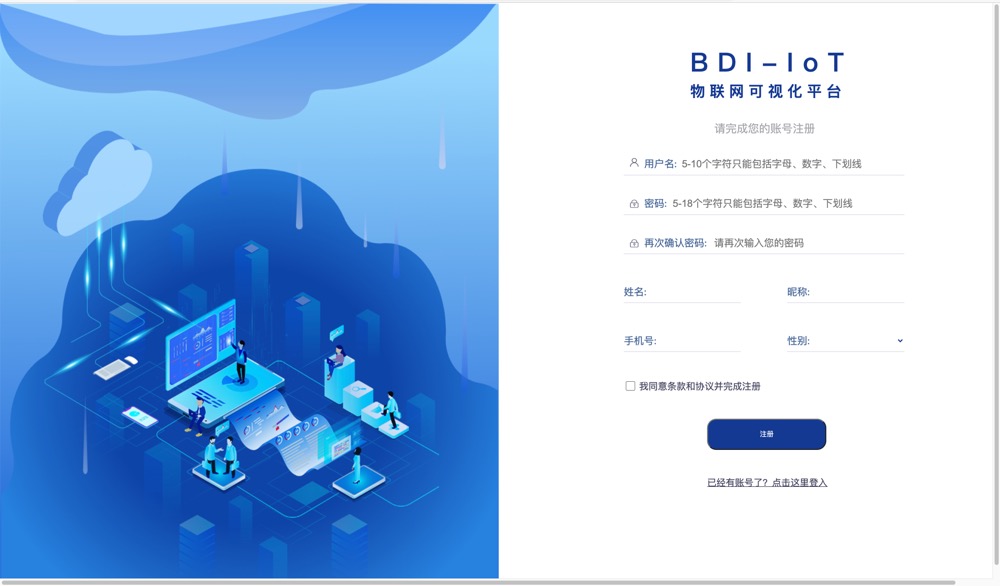 BDI-IoT
物联网可视化平台
请完成您的账号注册
用户名: 5-10个字符只能包括字母、数字、下划线
密码: 5-18个字符只能包括字母、数字、下划线
再次确认密码: 请再次输入您的密码
姓名: 昵称:
手机号: 性别:
我同意条款和协议并完成注册
注册
已经有账号了？点击这里登入